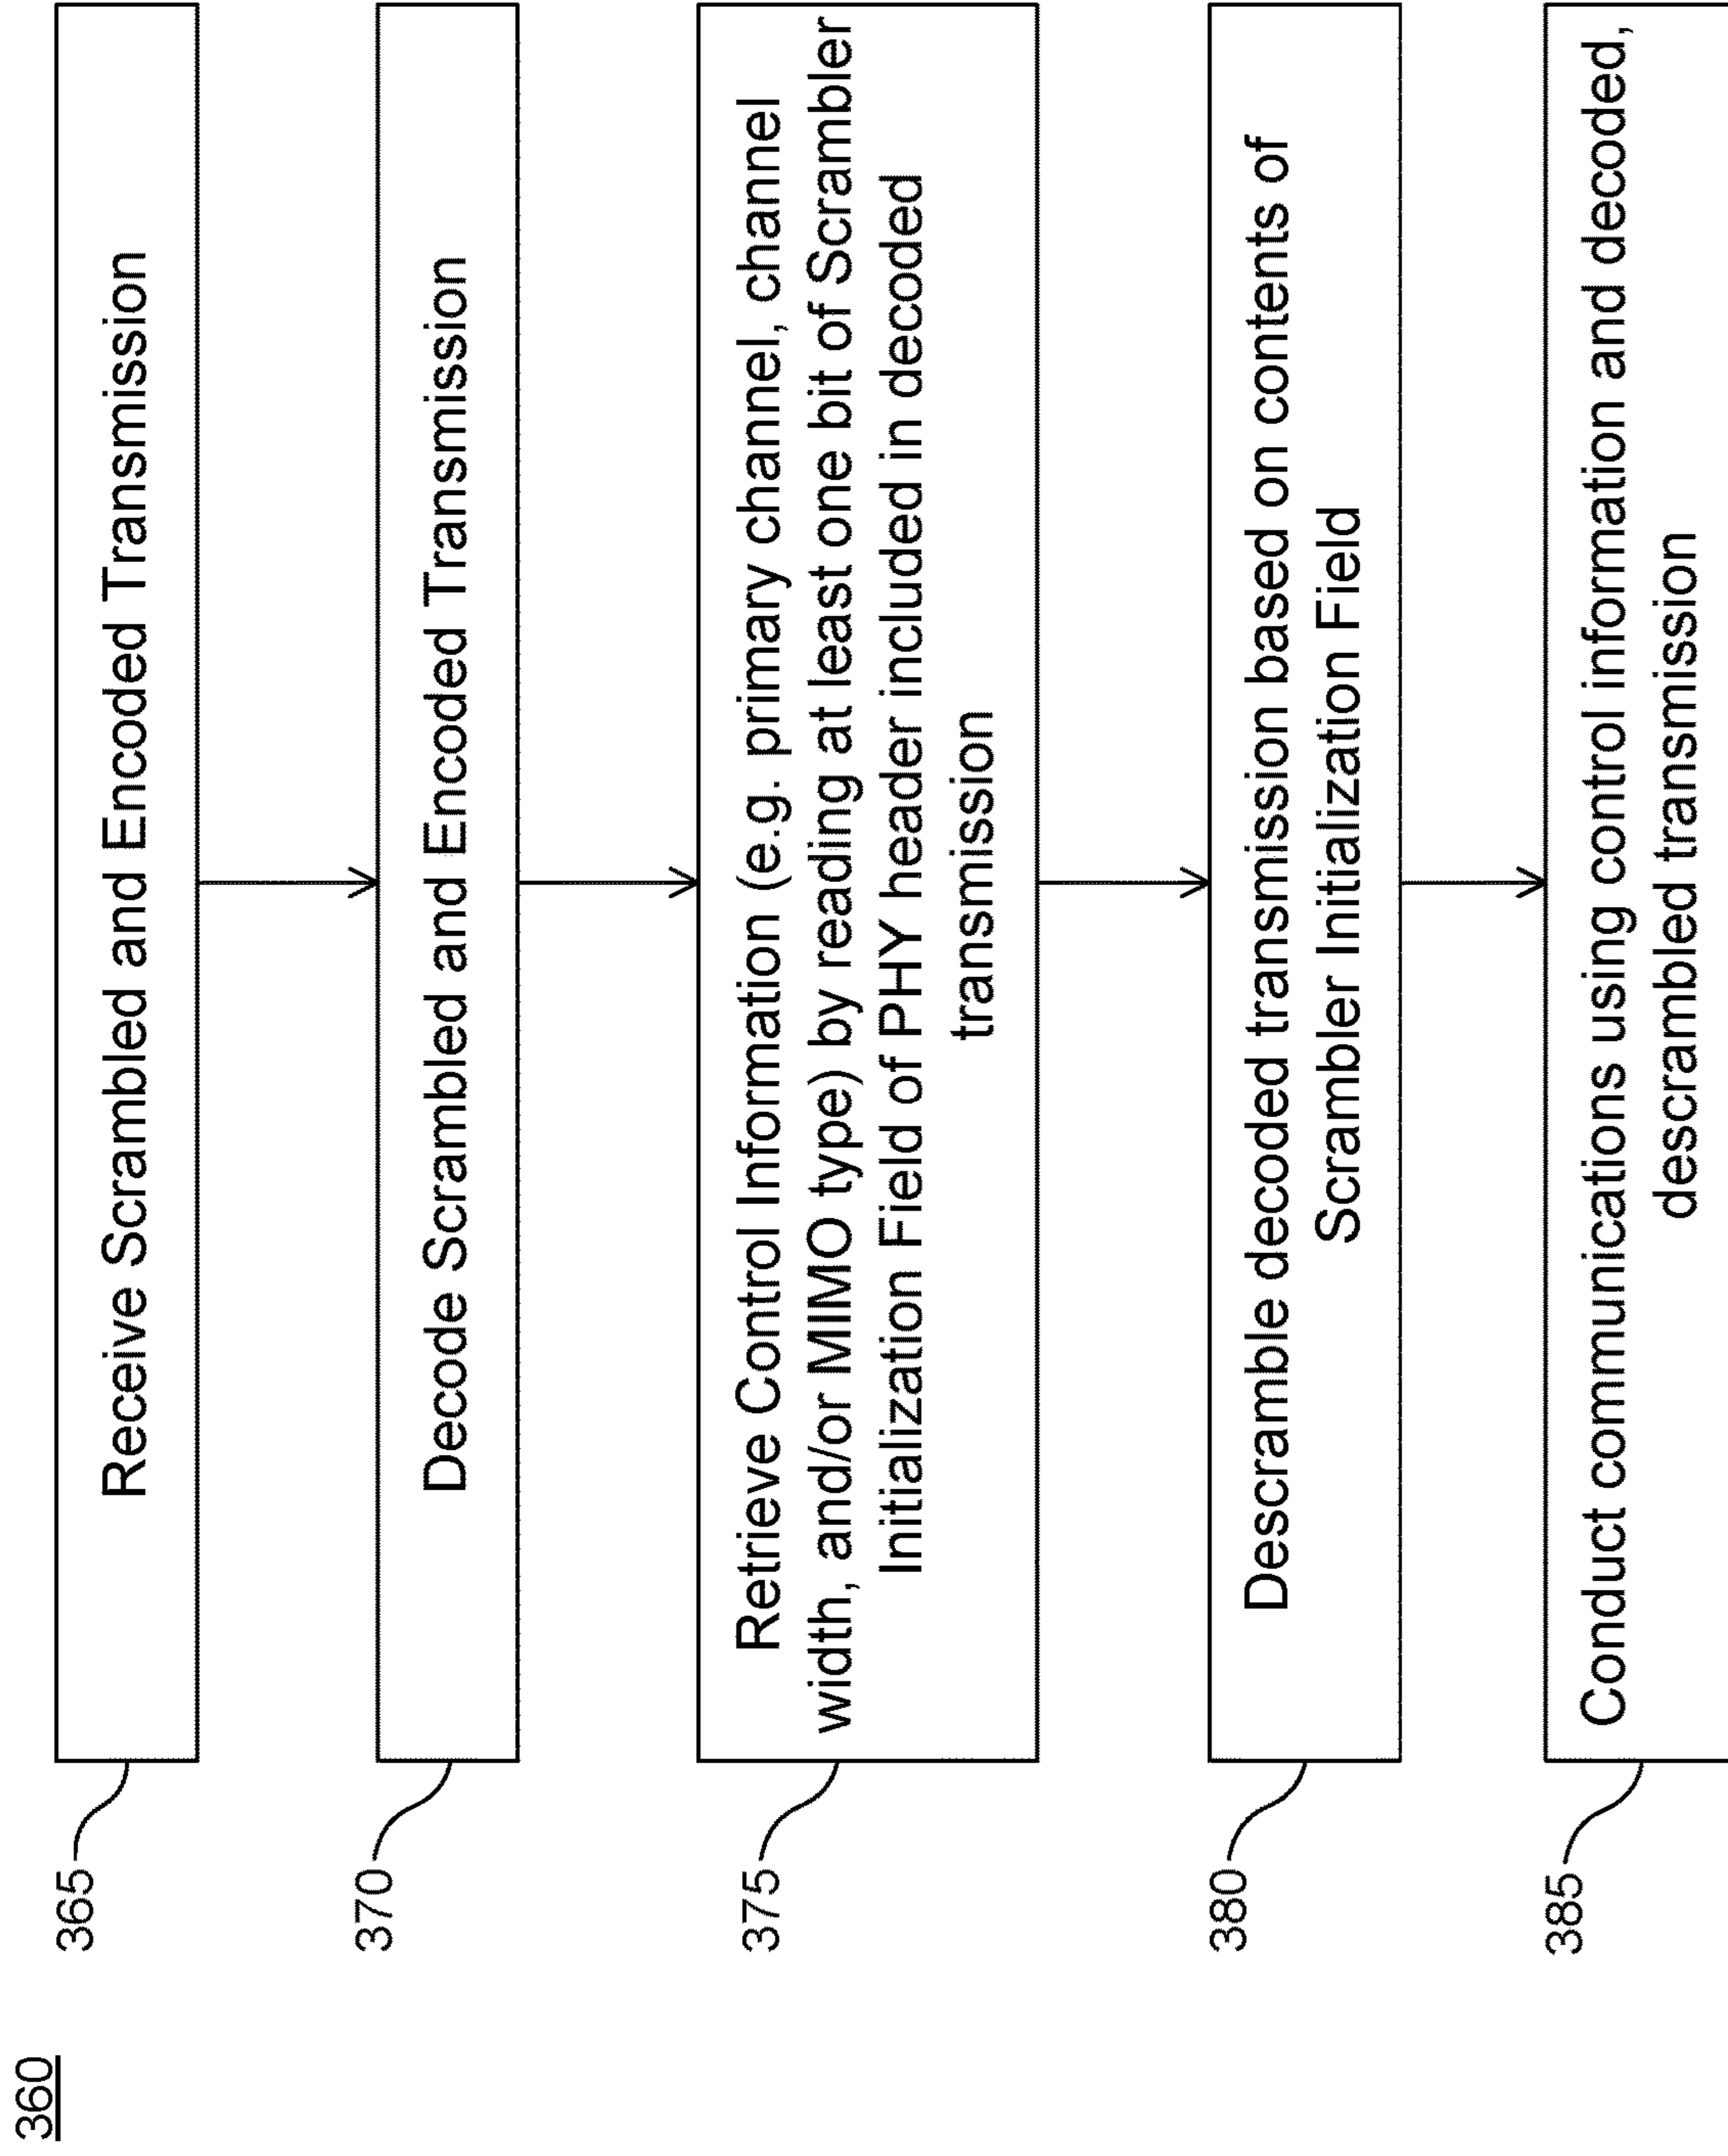 360
365
Receive Scrambled and Encoded Transmission
370
Decode Scrambled and Encoded Transmission
375
Retrieve Control Information (e.g. primary channel, channel
width, and/or MIMO type) by reading at least one bit of Scrambler
Initialization Field of PHY header included in decoded
transmission
380
Descramble decoded transmission based on contents of
Scrambler Initialization Field
385
Conduct communications using control information and decoded,
descrambled transmission